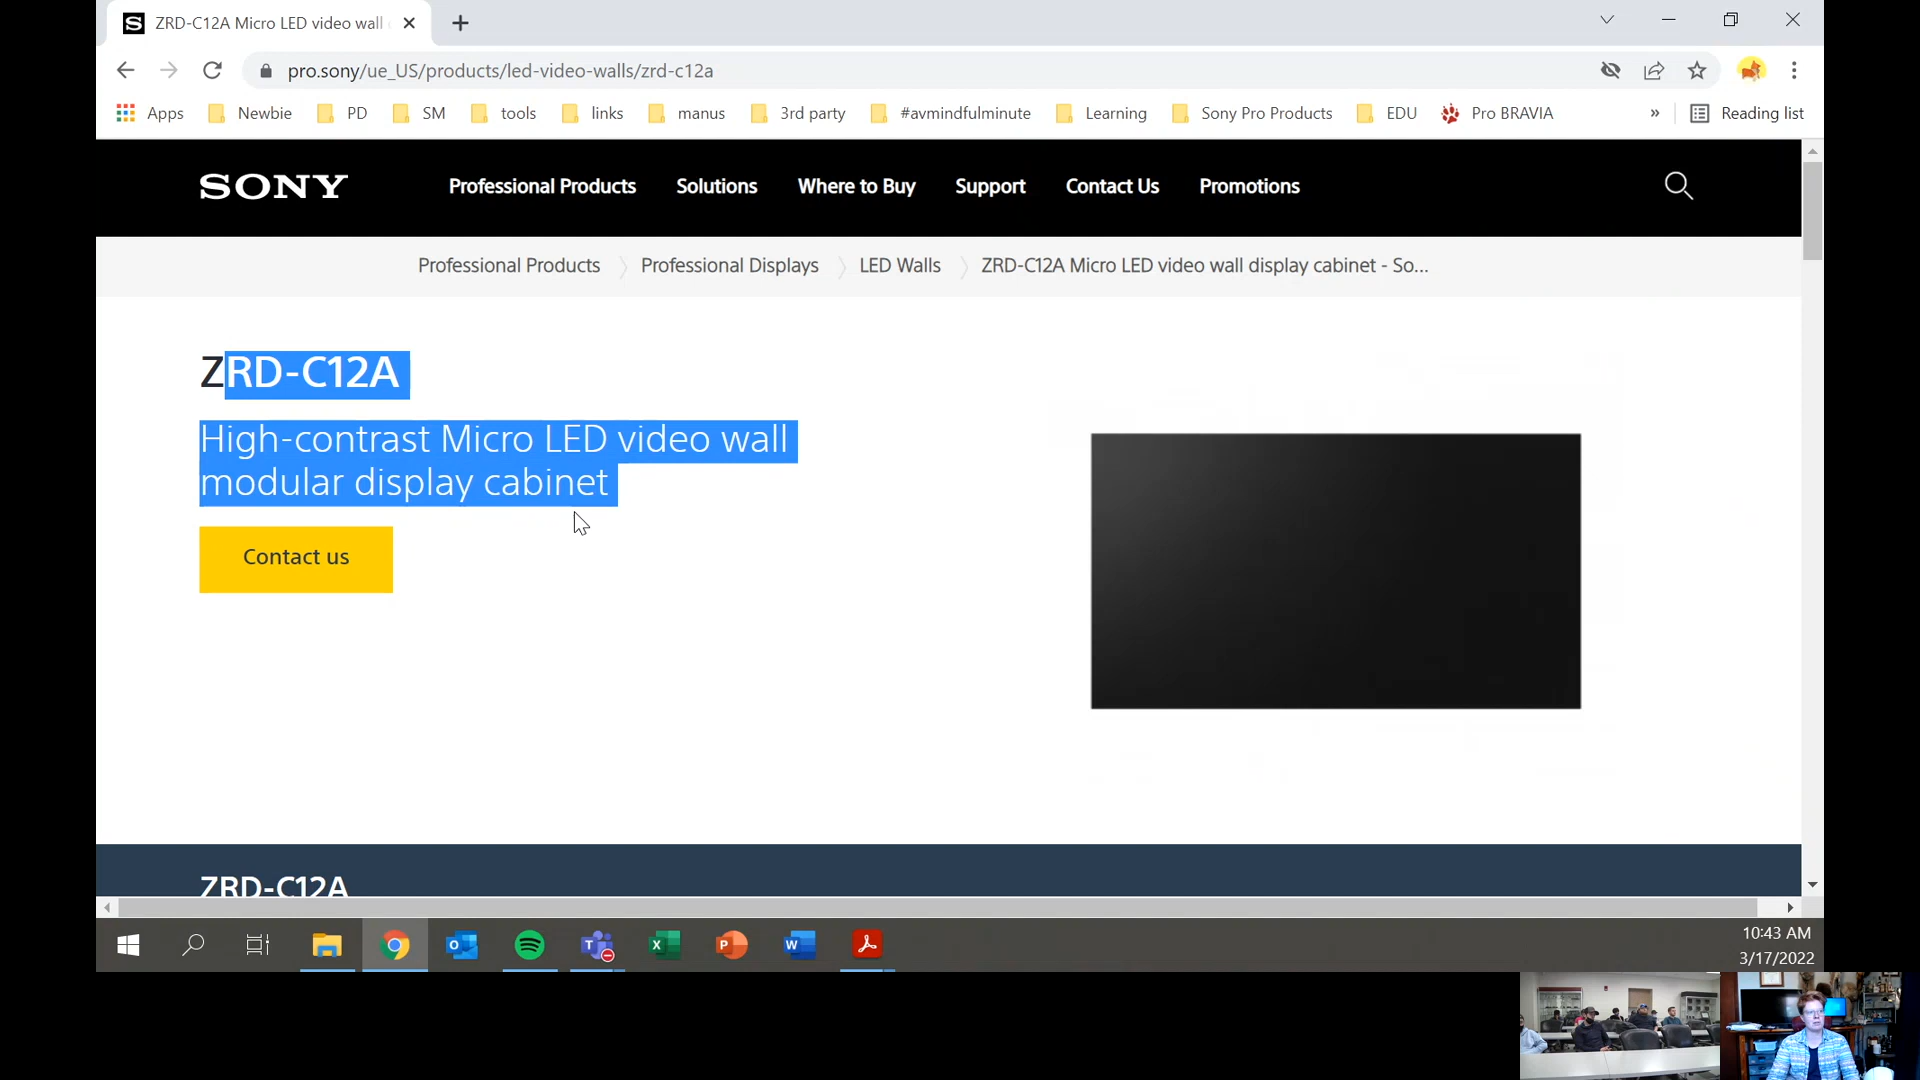 ZRD-C12A Micro LED video wall
pro.sony/ue_US/products/led-video-walls/zrd-c12a
Apps Newbie PD SM tools links manus 3rd party #avmindfulminute Learning Sony Pro Products EDU Pro BRAVIA » Reading list
SONY Professional Products Solutions Where to Buy Support Contact Us Promotions
Professional Products Professional Displays LED Walls ZRD-C12A Micro LED video wall display cabinet - So...
ZRD-C12A
High-contrast Micro LED video wall
modular display cabinet
Contact us
ZRD-C12A
10:43 AM
3/17/2022